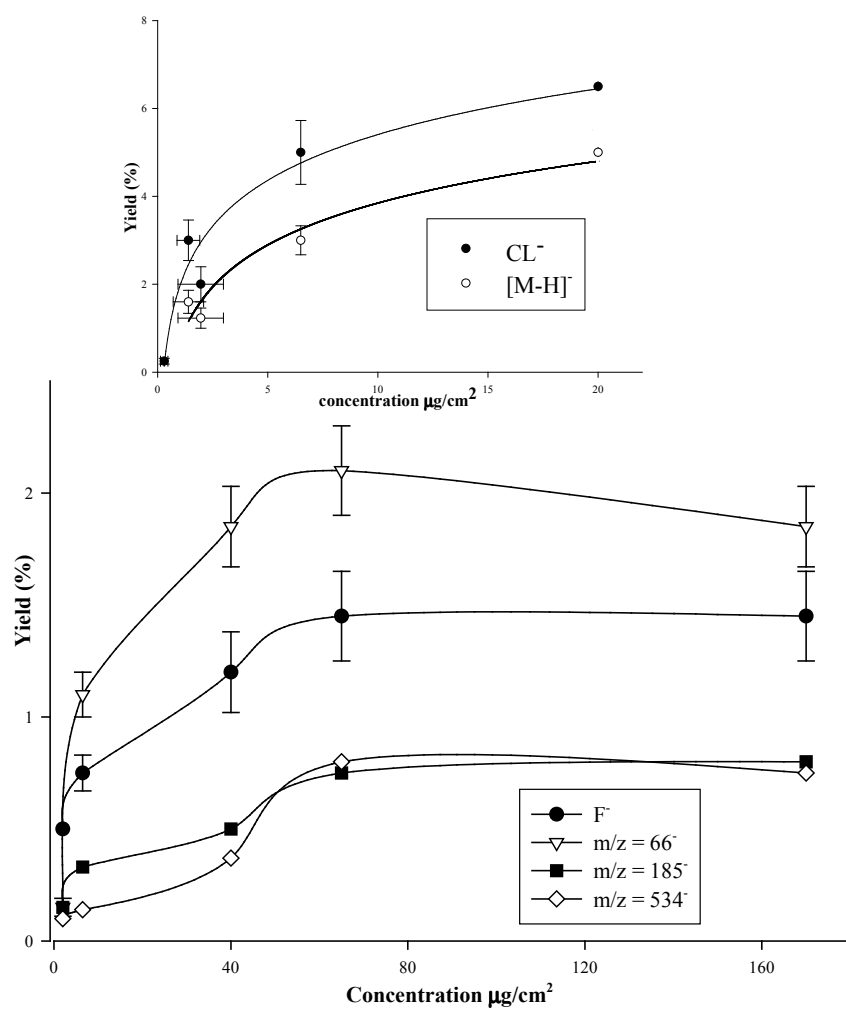 8
6
4
2
0
Yield (%)
CL⁻
[M-H]⁻
0 5 10 15 20
concentration μg/cm²
2
1
0
Yield (%)
F⁻
m/z = 66⁻
m/z = 185⁻
m/z = 534⁻
0 40 80 120 160
Concentration μg/cm²